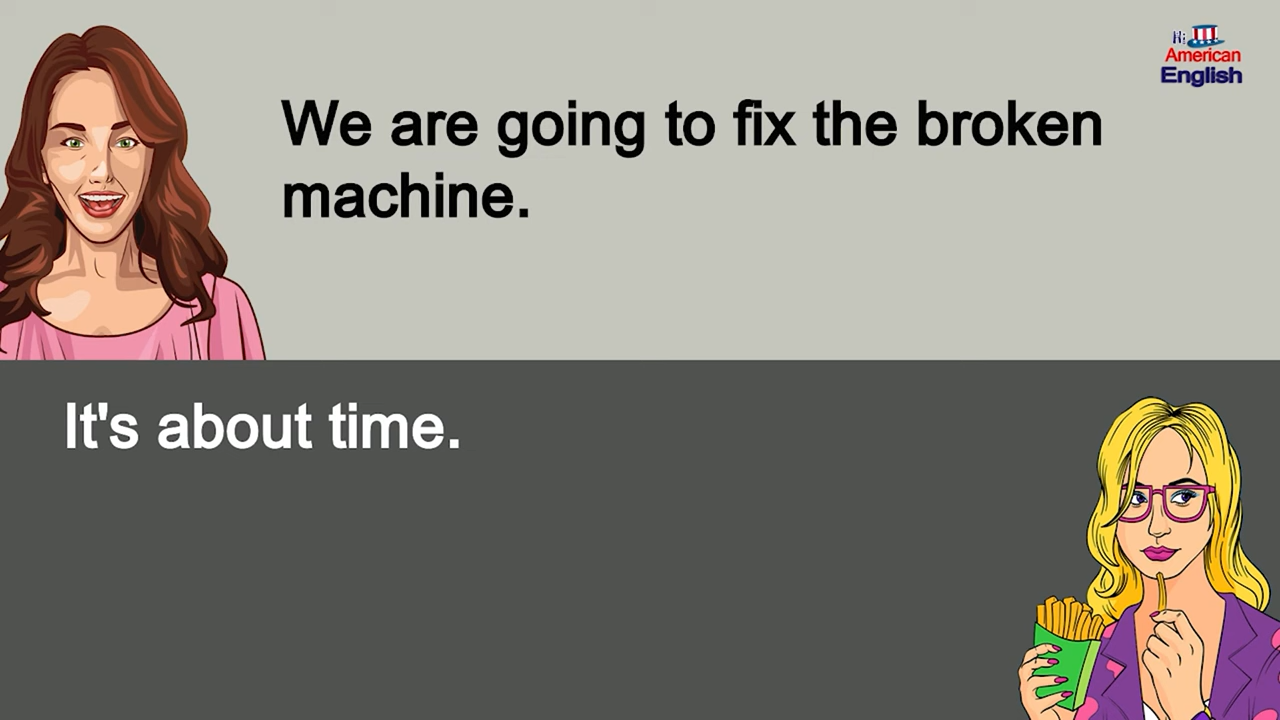 Hi
American
English
We are going to fix the broken
machine.
It's about time.